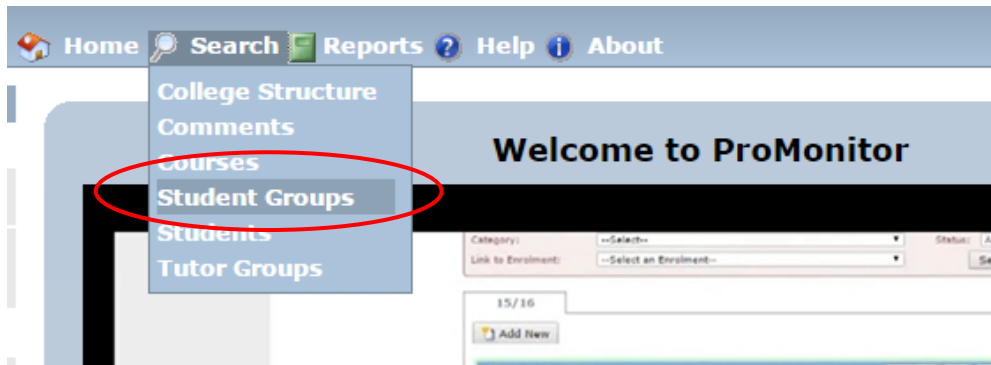 Home Search Reports ? Help i About
College Structure
Comments
Welcome to ProMonitor
Courses
Student Groups
Students
Tutor Groups
Category: --Select-- Status: A
Link to Enrolment: --Select an Enrolment-- Se
15/16
Add New